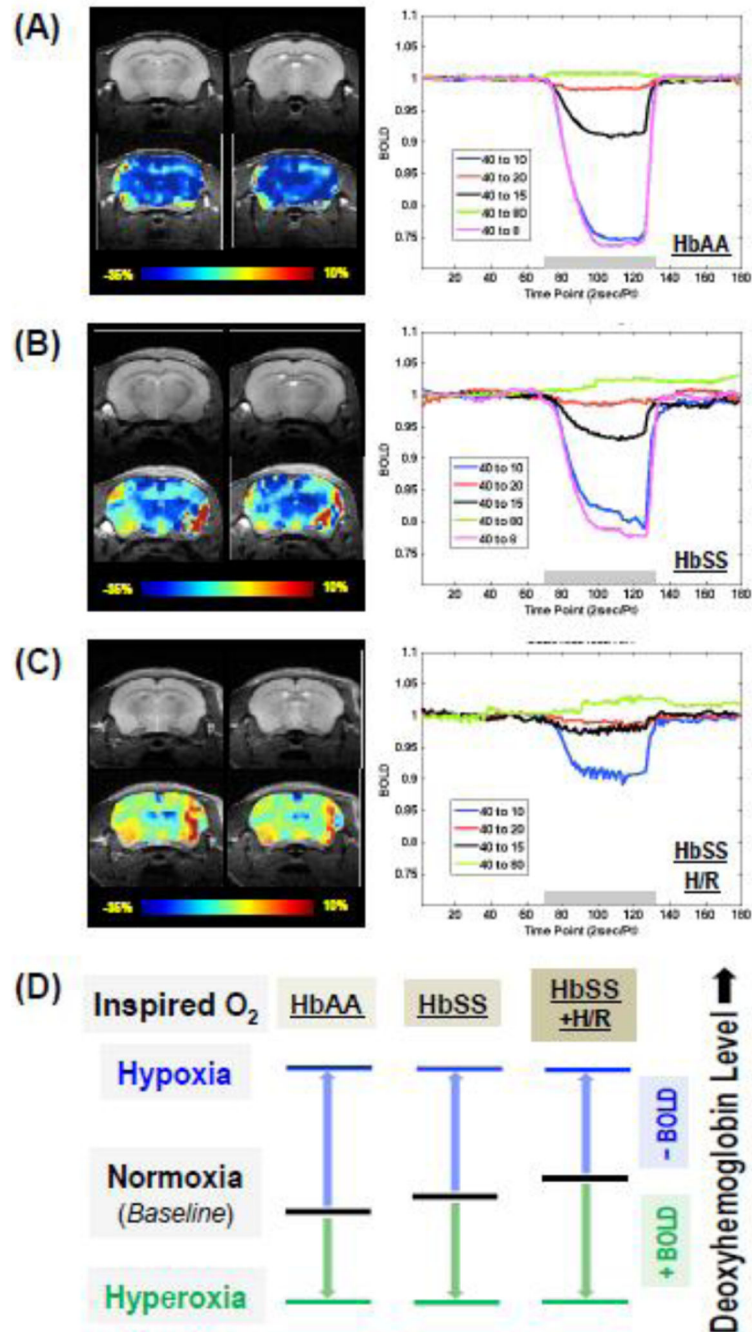 (A)
-35% 10%
1.1
1.05
1
0.95
0.9
0.85
0.8
0.75
BOLD
40 to 10
40 to 20
40 to 15
40 to 80
40 to 8
HbAA
20 40 60 80 100 120 140 160 180
Time Point (2sec/Pt)
(B)
-35% 10%
1.1
1.05
1
0.95
0.9
0.85
0.8
0.75
BOLD
40 to 10
40 to 20
40 to 15
40 to 80
40 to 8
HbSS
20 40 60 80 100 120 140 160 180
Time Point (2sec/Pt)
(C)
-35% 10%
1.1
1.05
1
0.95
0.9
0.85
0.8
0.75
BOLD
40 to 10
40 to 20
40 to 15
40 to 80
HbSS
H/R
20 40 60 80 100 120 140 160 180
Time Point (2sec/Pt)
(D)
Inspired O2 HbAA HbSS HbSS
+H/R
Hypoxia
Normoxia
(Baseline)
Hyperoxia
– BOLD
+ BOLD
Deoxyhemoglobin Level